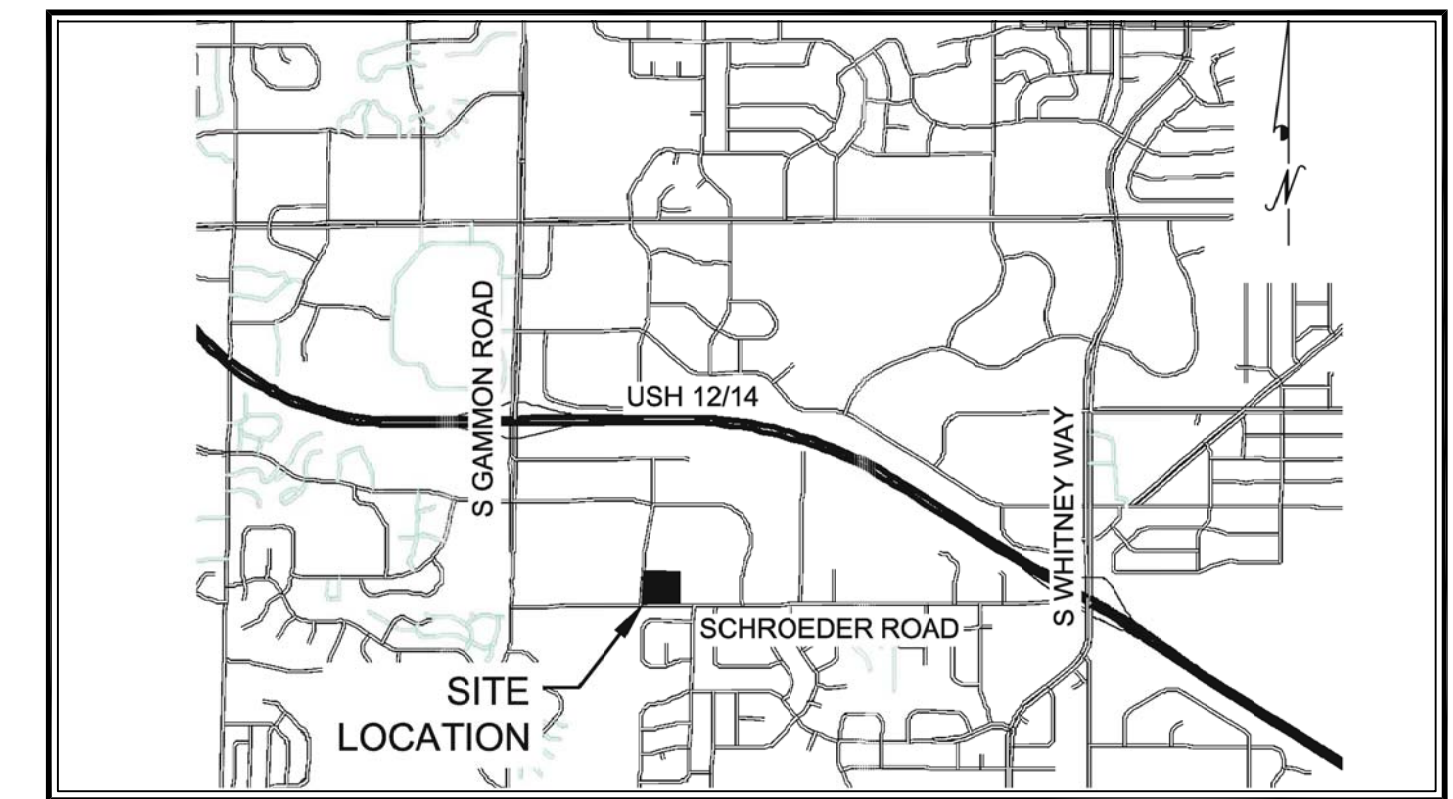 N
S GAMMON ROAD
USH 12/14
S WHITNEY WAY
SCHROEDER ROAD
SITE
LOCATION